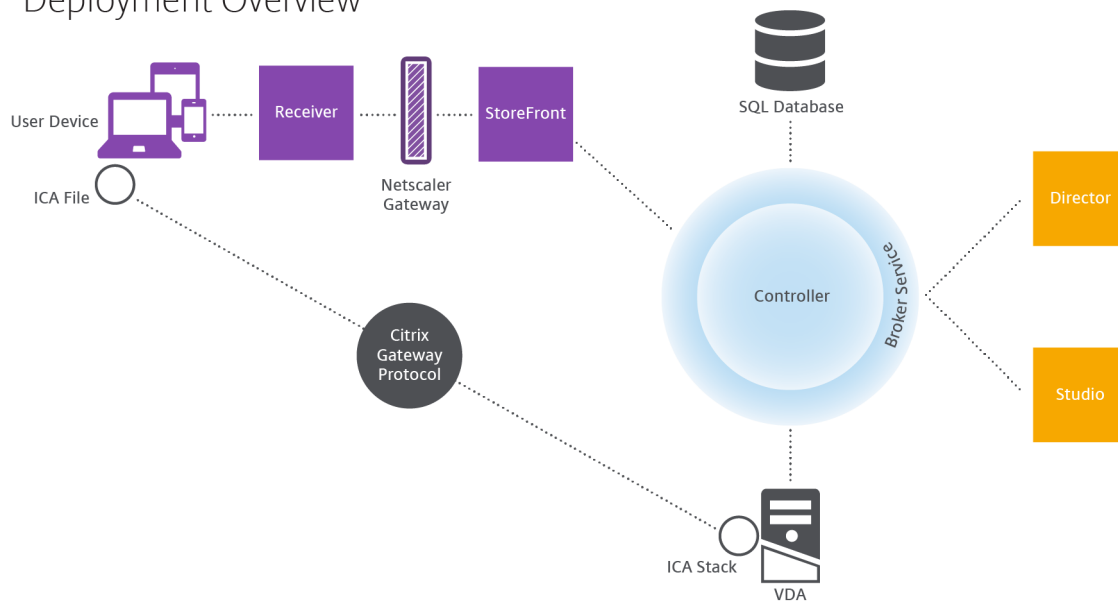 Deployment Overview
SQL Database
User Device
Receiver
StoreFront
Netscaler
Gateway
ICA File
Director
Broker Service
Controller
Citrix
Gateway
Protocol
Studio
ICA Stack
VDA